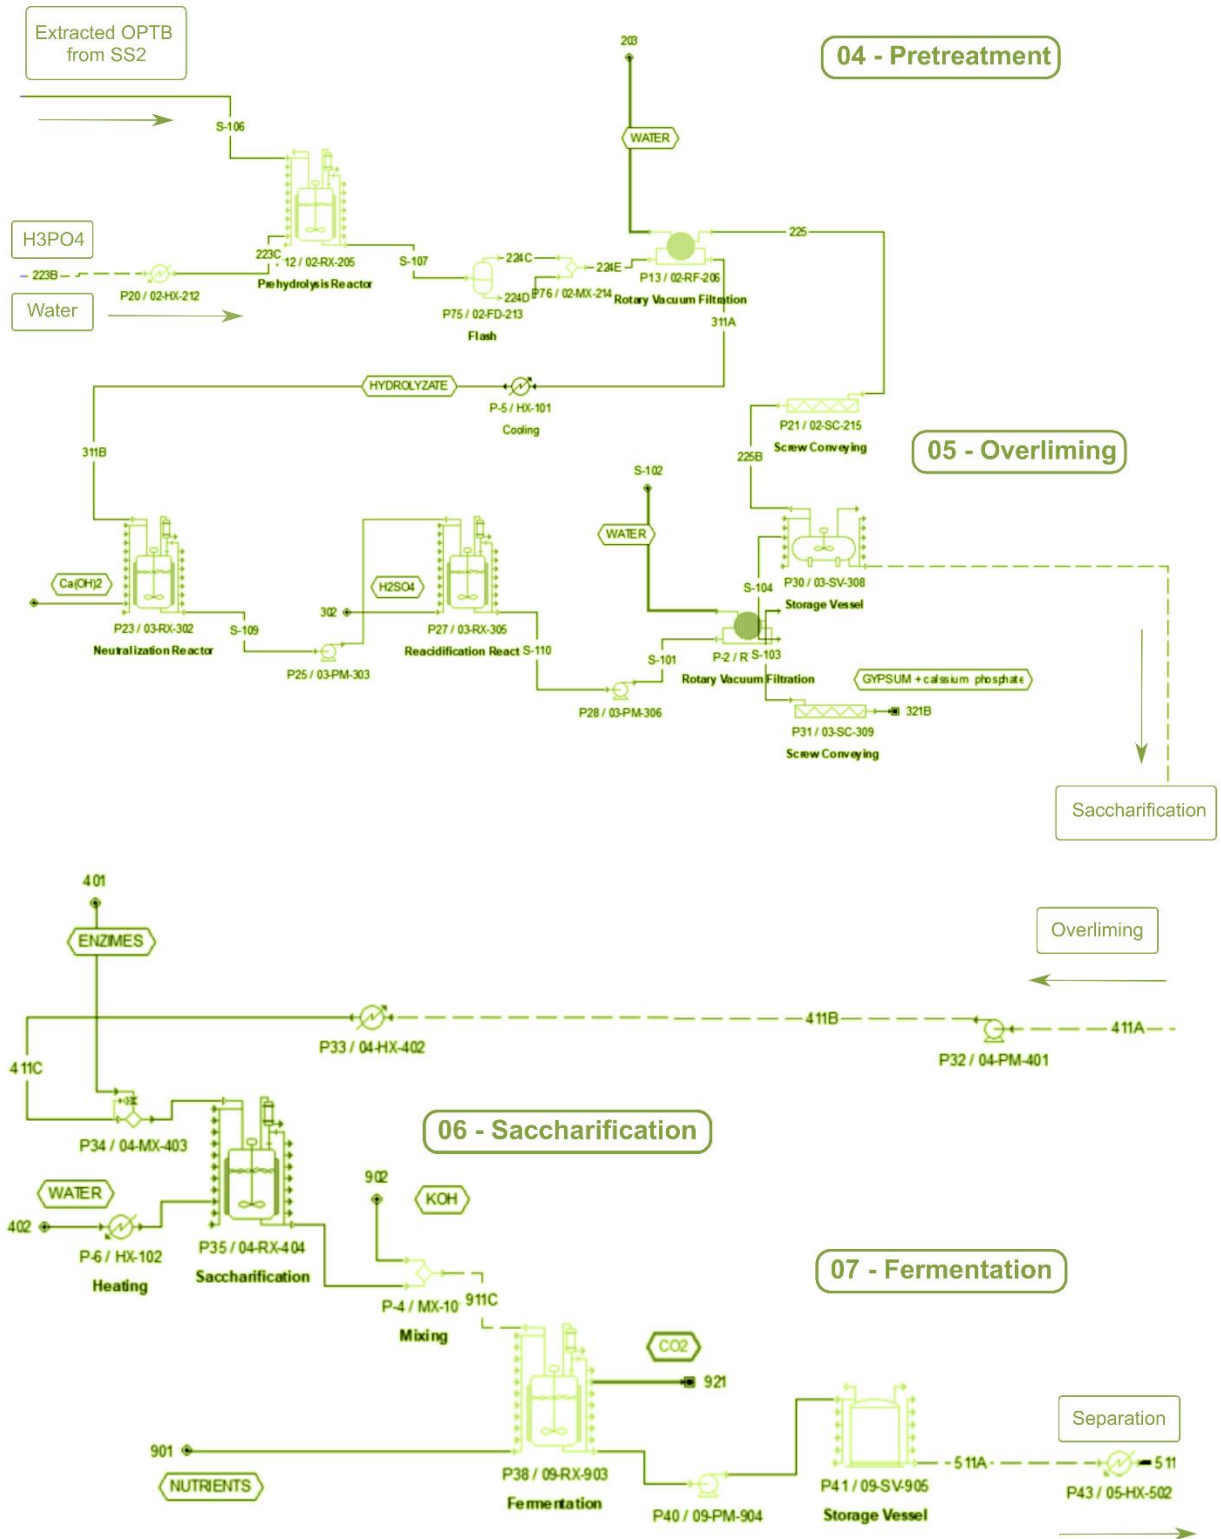 Extracted OPTB
from SS2
203
04 - Pretreatment
S-106
WATER
H3PO4
223B
223C
12 / 02-RX-205
Prehydrolysis Reactor
P20 / 02-HX-212
Water
S-107
224C
224D
224E
P75 / 02-FD-213
Flash
P76 / 02-MX-214
P13 / 02-RF-206
Rotary Vacuum Filtration
225
311A
HYDROLYZATE
P-5 / HX-101
Cooling
P21 / 02-SC-215
Screw Conveying
05 - Overliming
311B
225B
S-102
WATER
Ca(OH)2
P23 / 03-RX-302
Neutralization Reactor
S-109
302
H2SO4
P25 / 03-PM-303
P27 / 03-RX-305
Reacidification React
S-110
P28 / 03-PM-306
S-101
S-104
P30 / 03-SV-308
Storage Vessel
P-2 / R
S-103
Rotary Vacuum Filtration
GYPSUM + calssium phosphate
321B
P31 / 03-SC-309
Screw Conveying
Saccharification
401
ENZIMES
Overliming
411C
P33 / 04-HX-402
411B
411A
P32 / 04-PM-401
P34 / 04-MX-403
06 - Saccharification
WATER
402
P-6 / HX-102
Heating
P35 / 04-RX-404
Saccharification
902
KOH
P-4 / MX-10
Mixing
911C
07 - Fermentation
CO2
921
901
NUTRIENTS
P38 / 09-RX-903
Fermentation
P40 / 09-PM-904
P41 / 09-SV-905
Storage Vessel
511A
Separation
511
P43 / 05-HX-502